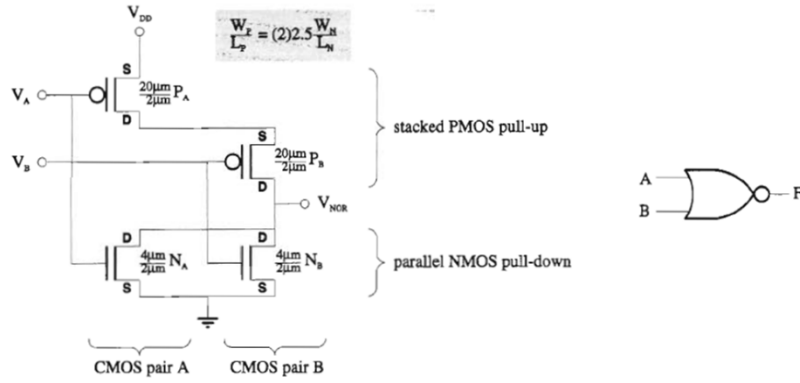 V_DD
W_P/L_P = (2)2.5 W_N/L_N
S
V_A
20μm/2μm P_A
D
stacked PMOS pull-up
S
V_B
20μm/2μm P_B
D
V_NOR
A
B
F
D
D
4μm/2μm N_A
4μm/2μm N_B
parallel NMOS pull-down
S
S
CMOS pair A
CMOS pair B